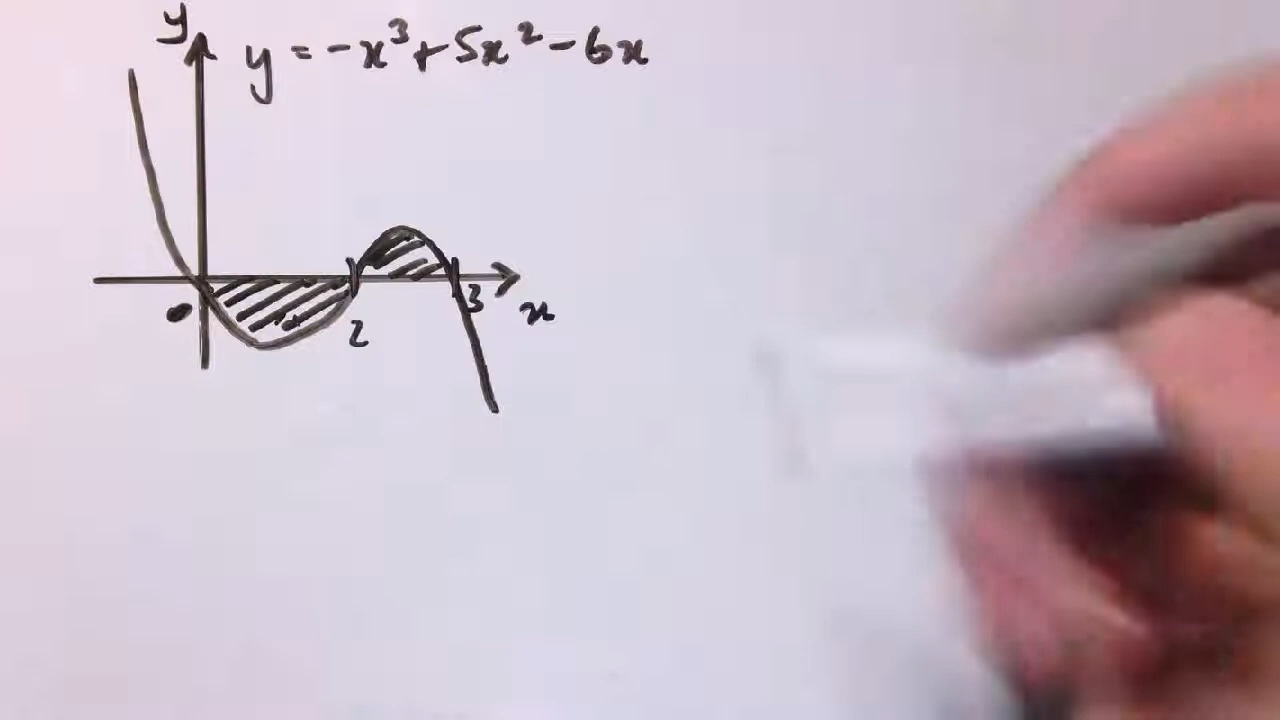 y
y = -x³ + 5x² - 6x
0
2
3
x